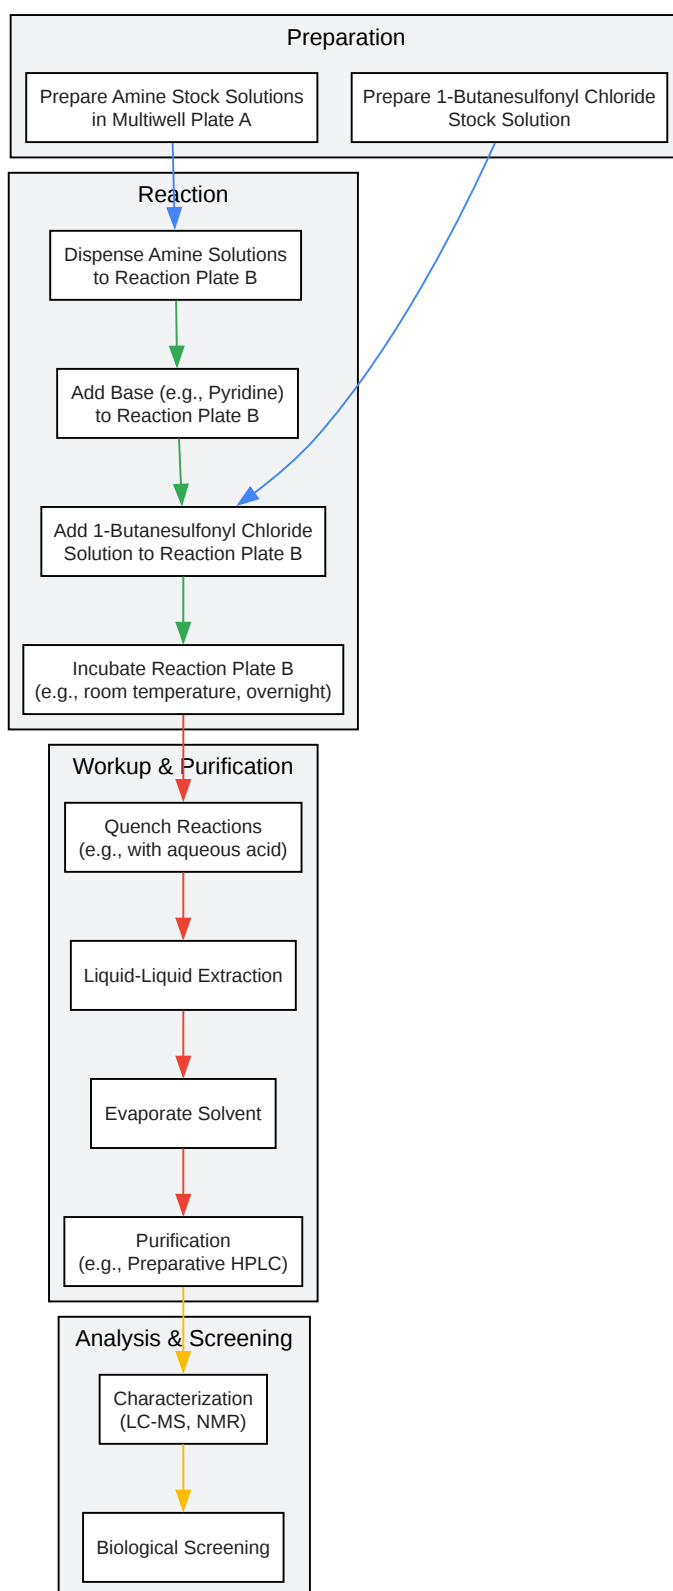 Preparation
Prepare Amine Stock Solutions
in Multiwell Plate A
Prepare 1-Butanesulfonyl Chloride
Stock Solution
Reaction
Dispense Amine Solutions
to Reaction Plate B
Add Base (e.g., Pyridine)
to Reaction Plate B
Add 1-Butanesulfonyl Chloride
Solution to Reaction Plate B
Incubate Reaction Plate B
(e.g., room temperature, overnight)
Workup & Purification
Quench Reactions
(e.g., with aqueous acid)
Liquid-Liquid Extraction
Evaporate Solvent
Purification
(e.g., Preparative HPLC)
Analysis & Screening
Characterization
(LC-MS, NMR)
Biological Screening